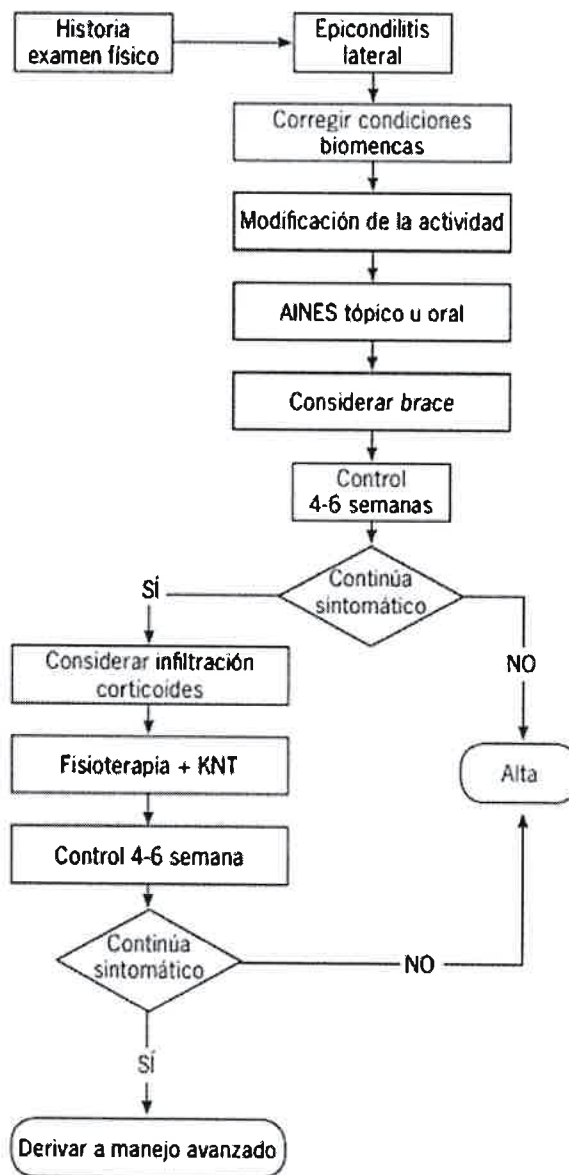 Historia
examen físico
Epicondilitis
lateral
Corregir condiciones
biomencas
Modificación de la actividad
AINES tópico u oral
Considerar brace
Control
4-6 semanas
Continúa
sintomático
SÍ
NO
Considerar infiltración
corticoides
Fisioterapia + KNT
Alta
Control 4-6 semana
Continúa
sintomático
NO
SÍ
Derivar a manejo avanzado